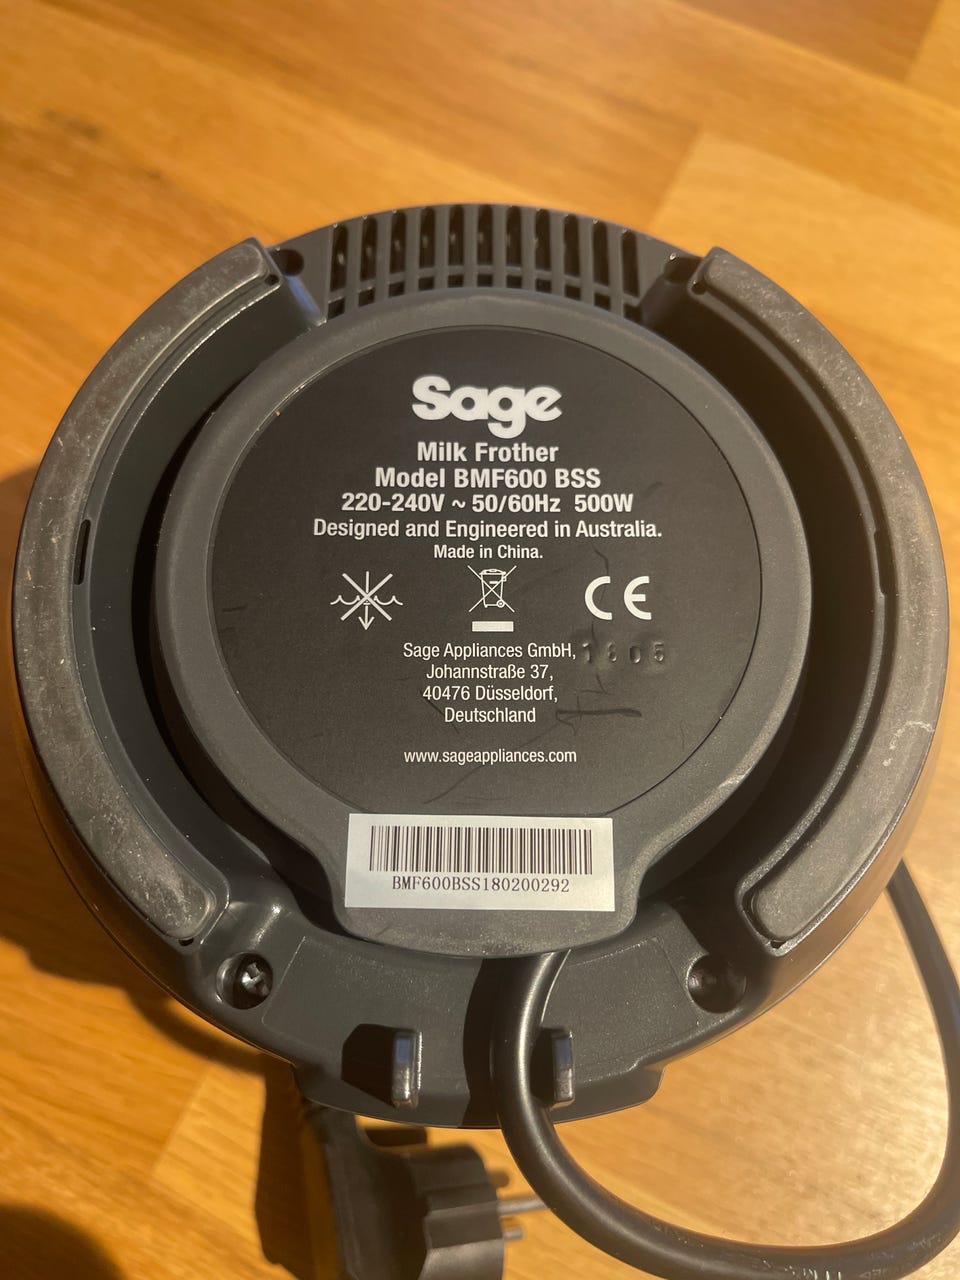 Sage
Milk Frother
Model BMF600 BSS
220-240V ~ 50/60Hz 500W
Designed and Engineered in Australia.
Made in China.
CE
Sage Appliances GmbH,
1805
Johannstraße 37,
40476 Düsseldorf,
Deutschland
www.sageappliances.com
BMF600BSS180200292